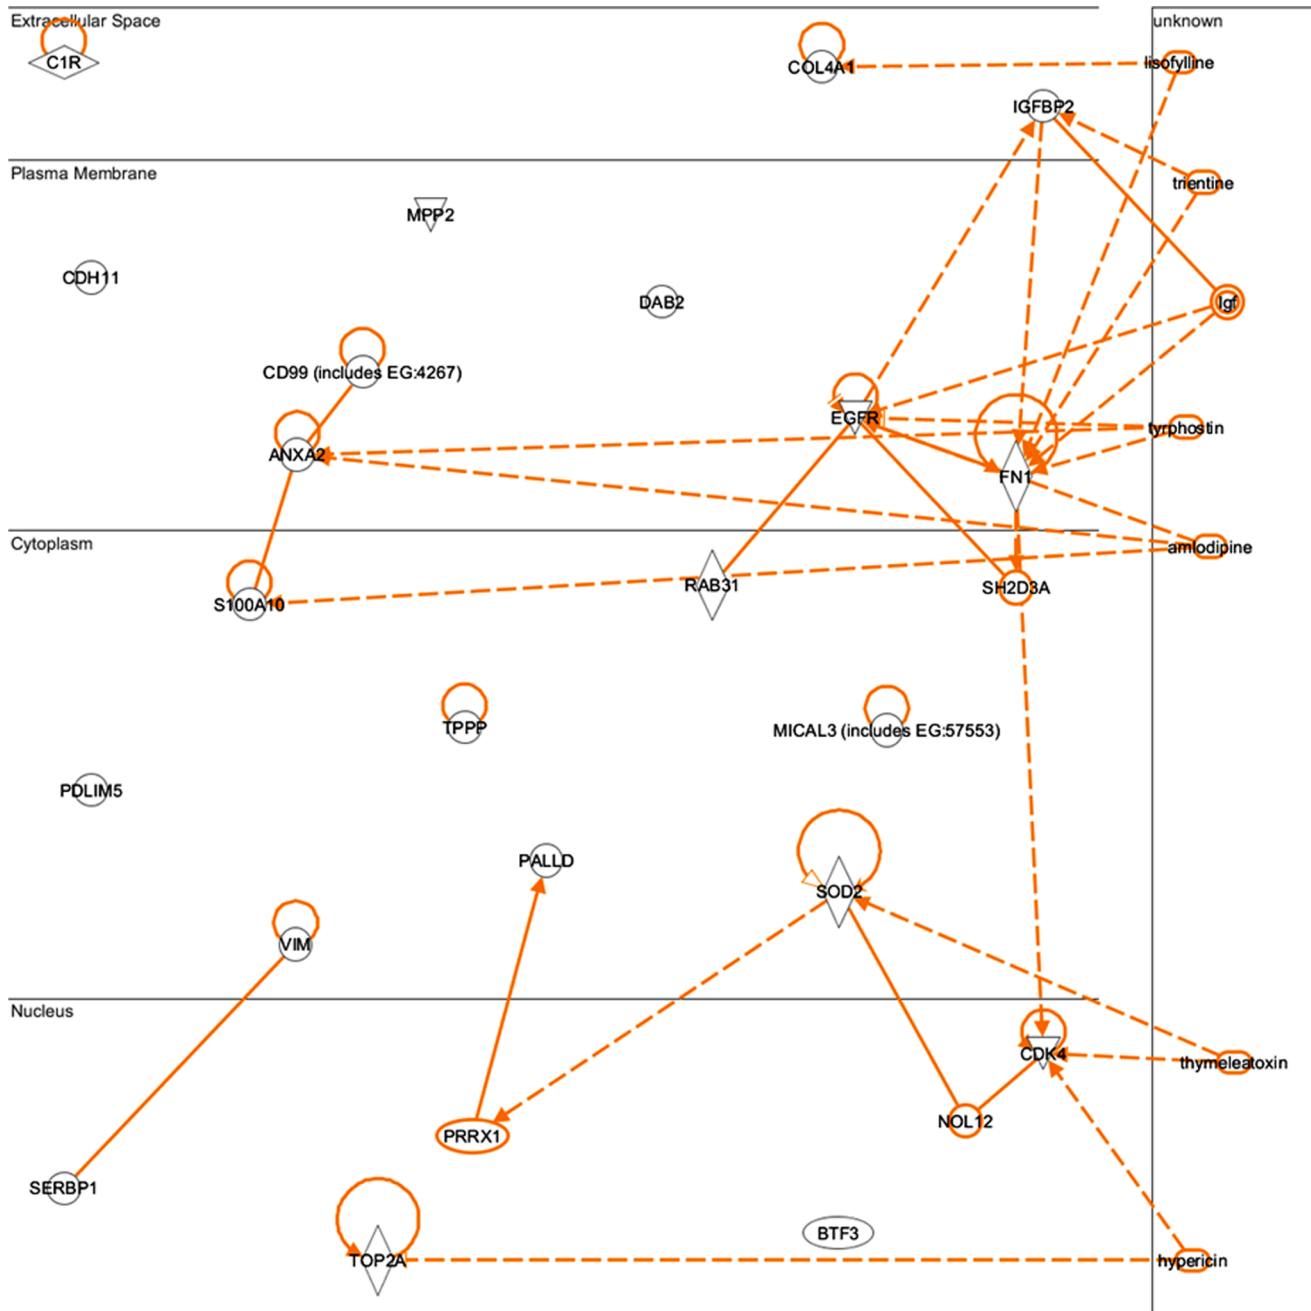 Extracellular Space
unknown
C1R
COL4A1
lisofylline
IGFBP2
Plasma Membrane
trientine
MPP2
CDH11
DAB2
Igf
CD99 (includes EG:4267)
EGFR
tyrphostin
ANXA2
FN1
Cytoplasm
amlodipine
RAB31
SH2D3A
S100A10
TPPP
MICAL3 (includes EG:57553)
PDLIM5
PALLD
SOD2
VIM
Nucleus
CDK4
thymeleatoxin
NOL12
PRRX1
SERBP1
BTF3
TOP2A
hypericin